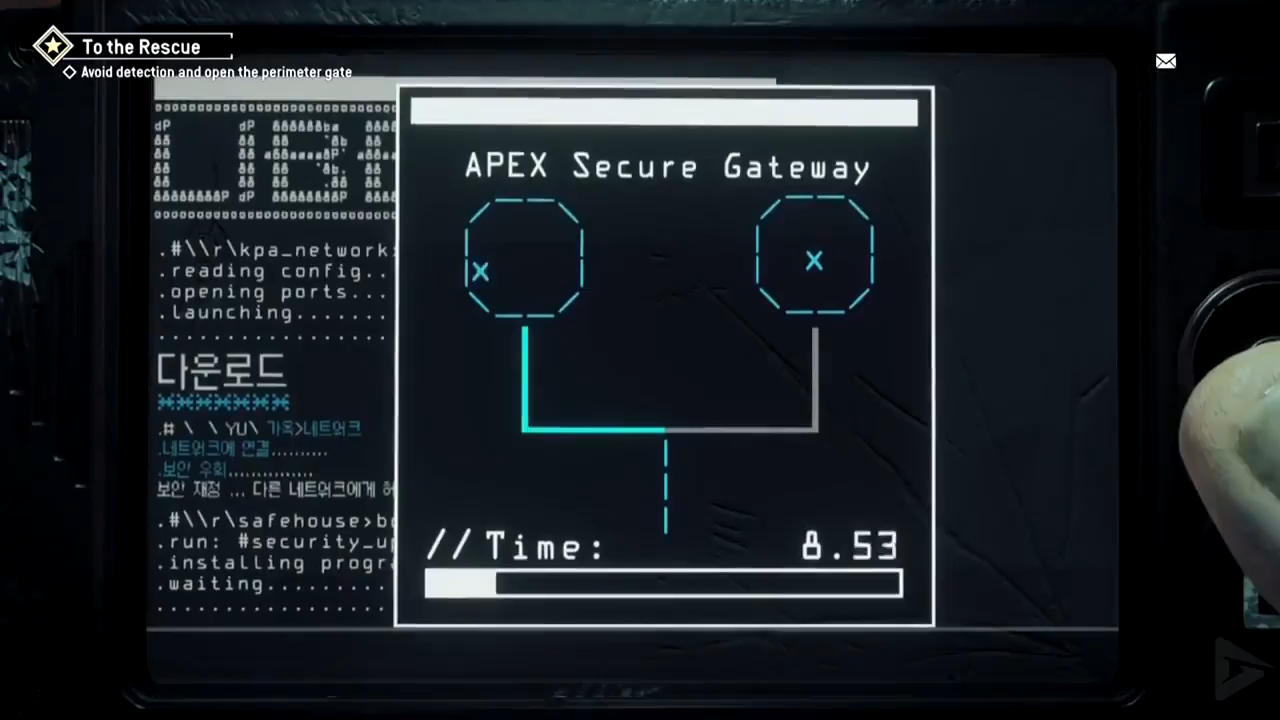 To the Rescue
Avoid detection and open the perimeter gate
APEX Secure Gateway
.#\\r\kpa_network
.reading config..
.opening ports...
.launching.......
다운로드
.# \ \ YU\ 가옥>네트워크
.네트워크에 연결..........
.보안 우회...............
보안 재정 ... 다른 네트워크에게
.#\\r\safehouse>
.run: #security_u
.installing progr
.waiting.........
//Time: 8.53